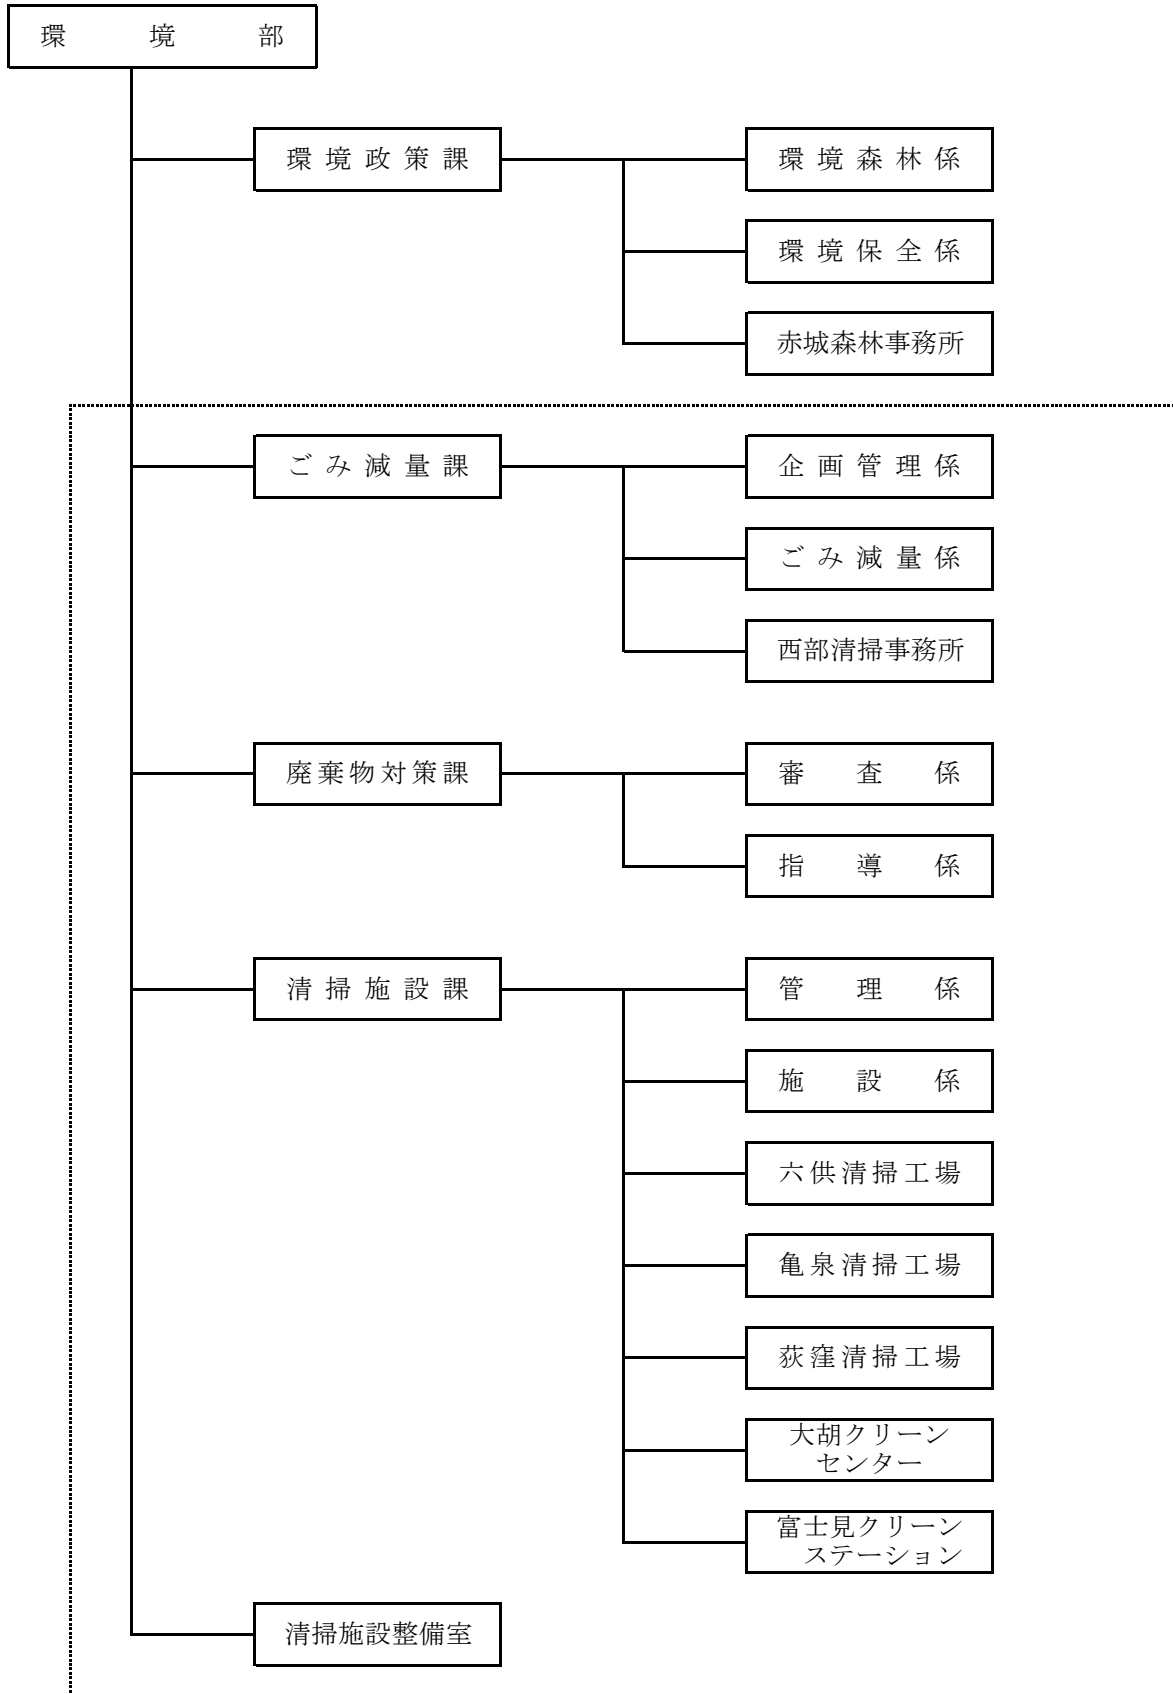 環境部
環境政策課
環境森林係
環境保全係
赤城森林事務所
ごみ減量課
企画管理係
ごみ減量係
西部清掃事務所
廃棄物対策課
審査係
指導係
清掃施設課
管理係
施設係
六供清掃工場
亀泉清掃工場
荻窪清掃工場
大胡クリーン
センター
富士見クリーン
ステーション
清掃施設整備室